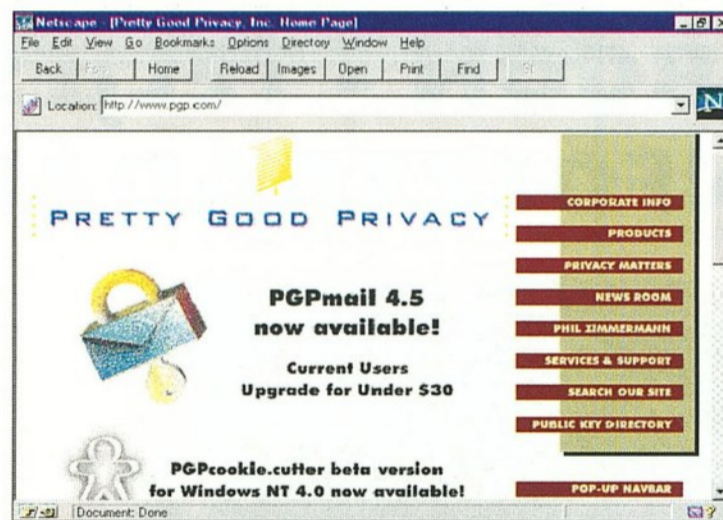 Netscape - [Pretty Good Privacy, Inc. Home Page]
File Edit View Go Bookmarks Options Directory Window Help
Back Home Reload Images Open Print Find
Location: http://www.pgp.com/
N
PRETTY GOOD PRIVACY
PGPmail 4.5
now available!
Current Users
Upgrade for Under $30
PGPcookie.cutter beta version
for Windows NT 4.0 now available!
CORPORATE INFO
PRODUCTS
PRIVACY MATTERS
NEWS ROOM
PHIL ZIMMERMANN
SERVICES & SUPPORT
SEARCH OUR SITE
PUBLIC KEY DIRECTORY
POP-UP NAVBAR
Document: Done